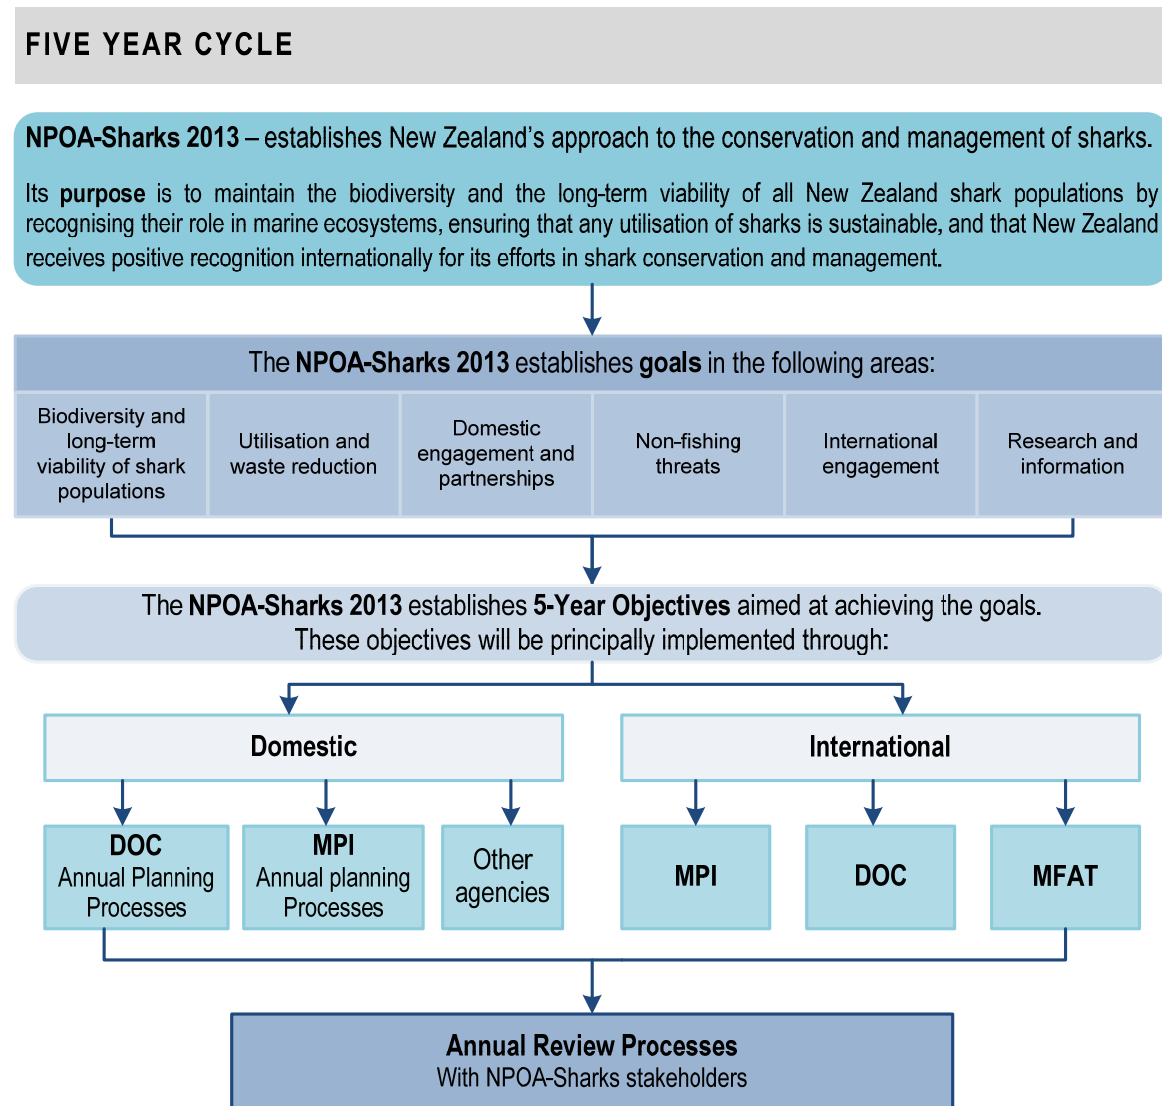 FIVE YEAR CYCLE
NPOA-Sharks 2013 – establishes New Zealand's approach to the conservation and management of sharks.
Its purpose is to maintain the biodiversity and the long-term viability of all New Zealand shark populations by
recognising their role in marine ecosystems, ensuring that any utilisation of sharks is sustainable, and that New Zealand
receives positive recognition internationally for its efforts in shark conservation and management.
The NPOA-Sharks 2013 establishes goals in the following areas:
Biodiversity and
long-term
viability of shark
populations
Utilisation and
waste reduction
Domestic
engagement and
partnerships
Non-fishing
threats
International
engagement
Research and
information
The NPOA-Sharks 2013 establishes 5-Year Objectives aimed at achieving the goals.
These objectives will be principally implemented through:
Domestic
International
DOC
Annual Planning
Processes
MPI
Annual planning
Processes
Other
agencies
MPI
DOC
MFAT
Annual Review Processes
With NPOA-Sharks stakeholders